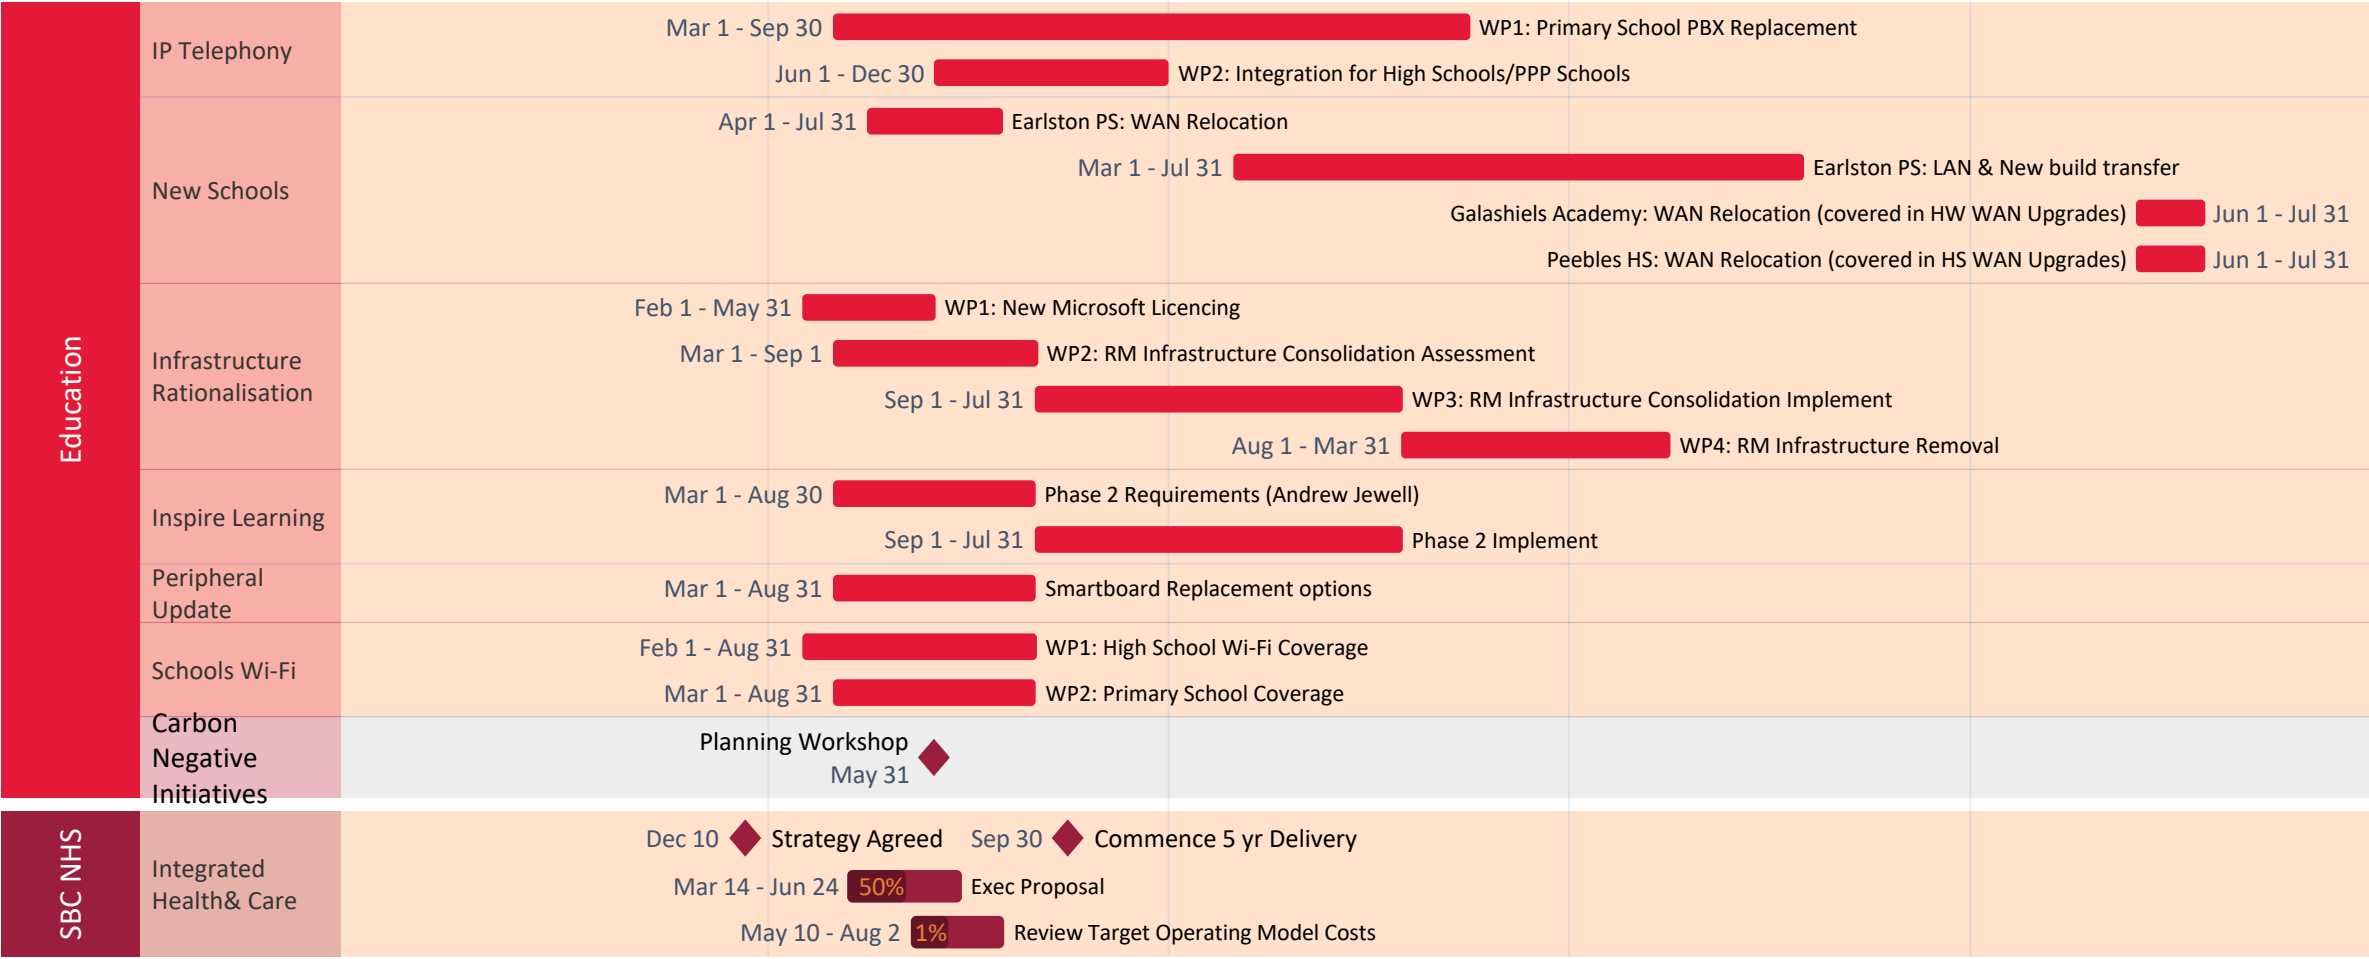 Education
IP Telephony
Mar 1 - Sep 30
WP1: Primary School PBX Replacement
Jun 1 - Dec 30
WP2: Integration for High Schools/PPP Schools
New Schools
Apr 1 - Jul 31
Earlston PS: WAN Relocation
Mar 1 - Jul 31
Earlston PS: LAN & New build transfer
Galashiels Academy: WAN Relocation (covered in HW WAN Upgrades)
Jun 1 - Jul 31
Peebles HS: WAN Relocation (covered in HS WAN Upgrades)
Jun 1 - Jul 31
Infrastructure
Rationalisation
Feb 1 - May 31
WP1: New Microsoft Licencing
Mar 1 - Sep 1
WP2: RM Infrastructure Consolidation Assessment
Sep 1 - Jul 31
WP3: RM Infrastructure Consolidation Implement
Aug 1 - Mar 31
WP4: RM Infrastructure Removal
Inspire Learning
Mar 1 - Aug 30
Phase 2 Requirements (Andrew Jewell)
Sep 1 - Jul 31
Phase 2 Implement
Peripheral
Update
Mar 1 - Aug 31
Smartboard Replacement options
Schools Wi-Fi
Feb 1 - Aug 31
WP1: High School Wi-Fi Coverage
Mar 1 - Aug 31
WP2: Primary School Coverage
Carbon
Negative
Initiatives
Planning Workshop
May 31
SBC NHS
Integrated
Health& Care
Dec 10
Strategy Agreed
Sep 30
Commence 5 yr Delivery
Mar 14 - Jun 24
50%
Exec Proposal
May 10 - Aug 2
1%
Review Target Operating Model Costs